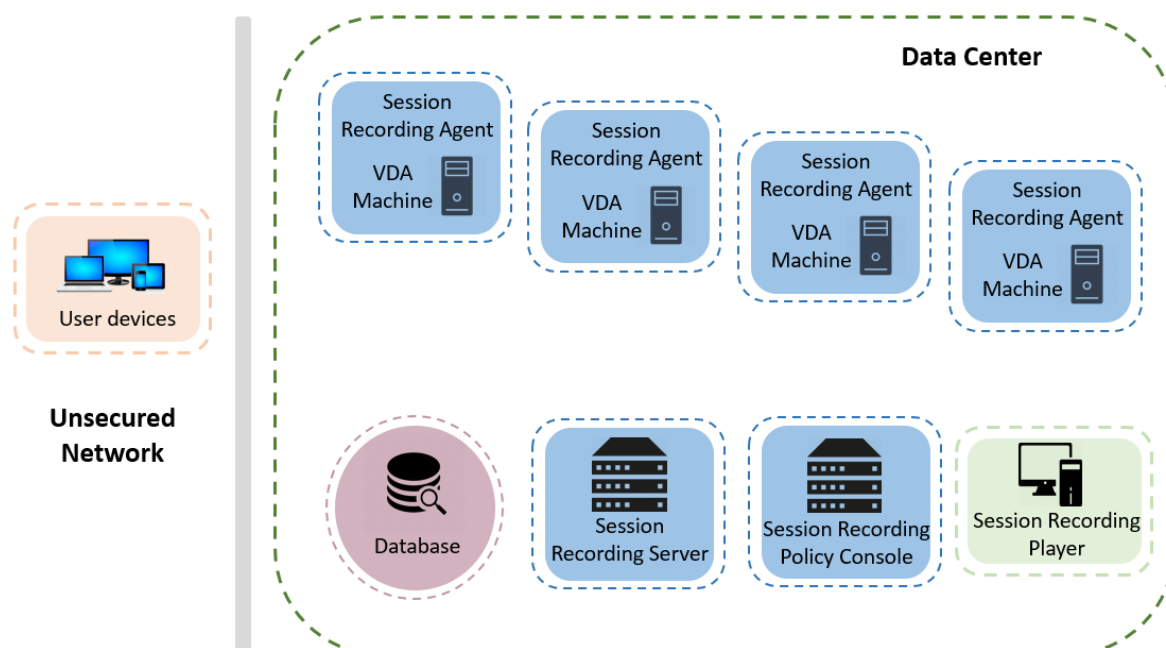 Data Center
Session
Recording Agent
VDA
Machine
Session
Recording Agent
VDA
Machine
Session
Recording Agent
VDA
Machine
Session
Recording Agent
VDA
Machine
User devices
Unsecured
Network
Database
Session
Recording Server
Session Recording
Policy Console
Session Recording
Player